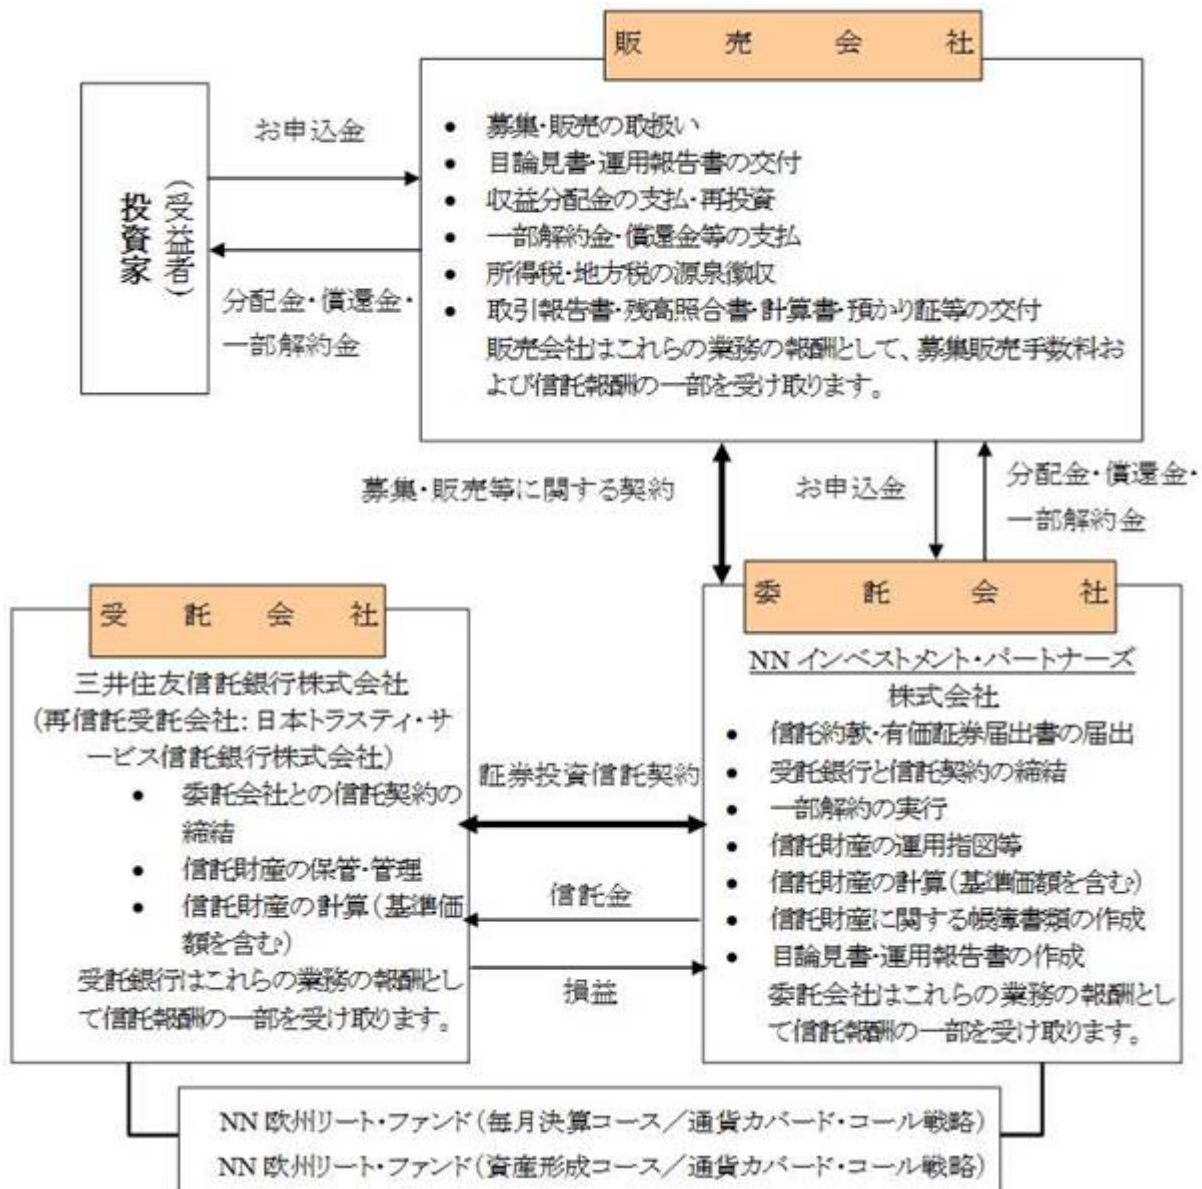 販売会社
お申込金
投資家
(受益者)
分配金・償還金・
一部解約金
● 募集・販売の取扱い
● 目論見書・運用報告書の交付
● 収益分配金の支払・再投資
● 一部解約金・償還金等の支払
● 所得税・地方税の源泉徴収
● 取引報告書・残高照合書・計算書・預かり証等の交付
販売会社はこれらの業務の報酬として、募集販売手数料お
よび信託報酬の一部を受け取ります。
募集・販売等に関する契約
お申込金
分配金・償還金・
一部解約金
受託会社
三井住友信託銀行株式会社
(再信託受託会社:日本トラスティ・サ
ービス信託銀行株式会社)
● 委託会社との信託契約の
締結
● 信託財産の保管・管理
● 信託財産の計算(基準価
額を含む)
受託銀行はこれらの業務の報酬とし
て信託報酬の一部を受け取ります。
証券投資信託契約
信託金
損益
委託会社
NNインベストメント・パートナーズ
株式会社
● 信託約款・有価証券届出書の届出
● 受託銀行と信託契約の締結
● 一部解約の実行
● 信託財産の運用指図等
● 信託財産の計算(基準価額を含む)
● 信託財産に関する帳簿書類の作成
● 目論見書・運用報告書の作成
委託会社はこれらの業務の報酬とし
て信託報酬の一部を受け取ります。
NN欧州リート・ファンド(毎月決算コース/通貨カバード・コール戦略)
NN欧州リート・ファンド(資産形成コース/通貨カバード・コール戦略)